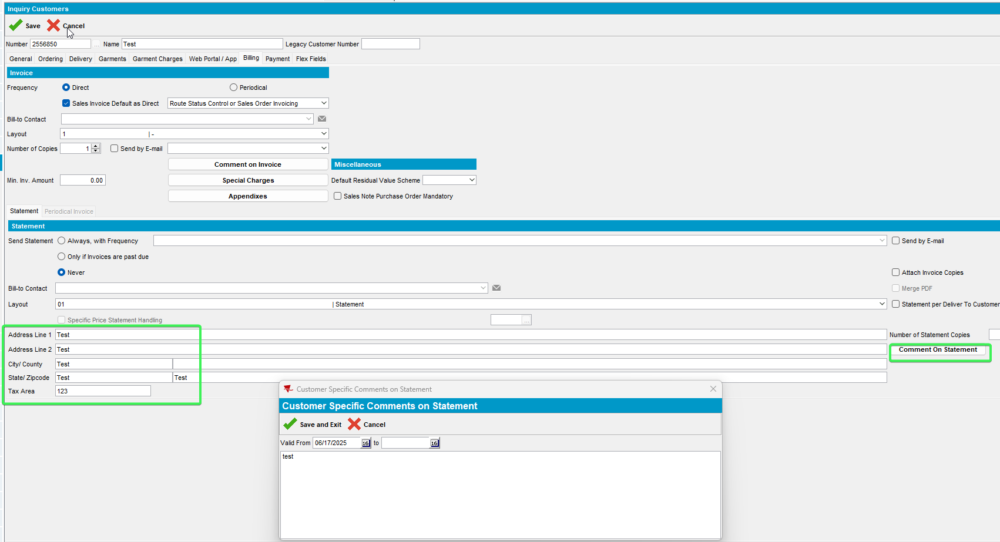 Inquiry Customers
Save Cancel
Number 2556850 ... Name Test Legacy Customer Number
General Ordering Delivery Garments Garment Charges Web Portal / App Billing Payment Flex Fields
Invoice
Frequency Direct Periodical
Sales Invoice Default as Direct Route Status Control or Sales Order Invoicing
Bill-to Contact
Layout 1 | -
Number of Copies 1 Send by E-mail
Comment on Invoice Miscellaneous
Min. Inv. Amount 0.00 Special Charges Default Residual Value Scheme
Appendixes Sales Note Purchase Order Mandatory
Statement Periodical Invoice
Statement
Send Statement Always, with Frequency Send by E-mail
Only if Invoices are past due
Never Attach Invoice Copies
Bill-to Contact Merge PDF
Layout 01 | Statement Statement per Deliver To Customer
Specific Price Statement Handling ...
Address Line 1 Test Number of Statement Copies
Address Line 2 Test Comment On Statement
City/ County Test
State/ Zipcode Test Test
Tax Area 123
Customer Specific Comments on Statement
Customer Specific Comments on Statement
Save and Exit Cancel
Valid From 06/17/2025 16 to 16
test